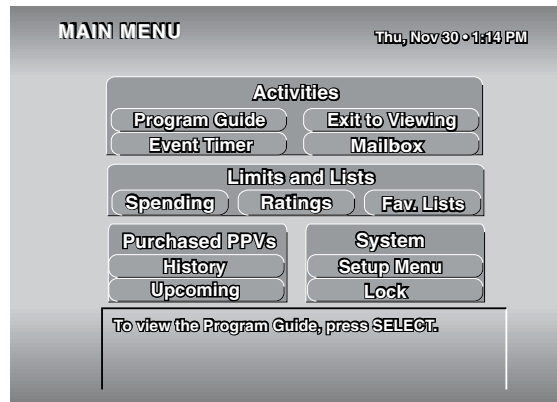 MAIN MENU
Thu, Nov 30 • 1:14 PM
Activities
Program Guide
Exit to Viewing
Event Timer
Mailbox
Limits and Lists
Spending
Ratings
Fav. Lists
Purchased PPVs
History
Upcoming
System
Setup Menu
Lock
To view the Program Guide, press SELECT.